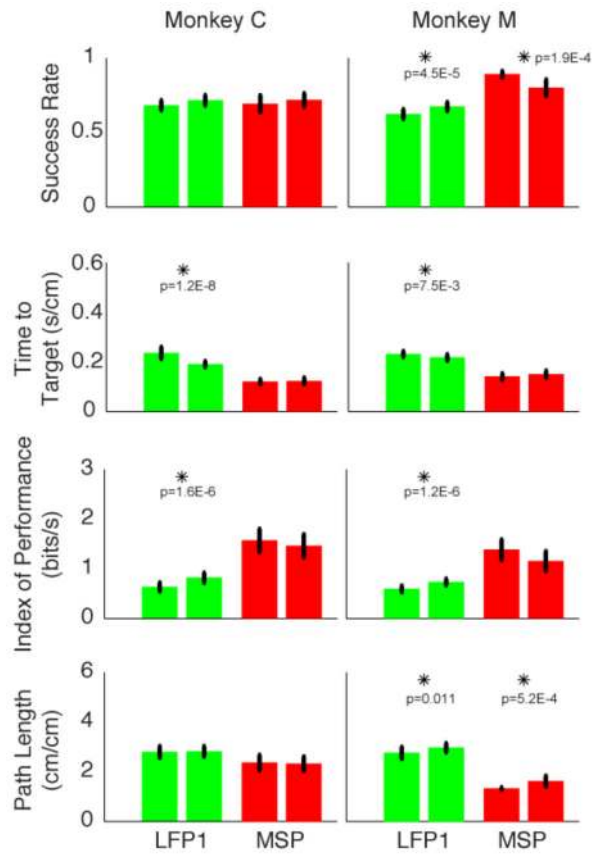 Monkey C
Monkey M
Success Rate
1
0.5
0
*
p=4.5E-5
*
p=1.9E-4
Time to
Target (s/cm)
0.6
0.4
0.2
0
*
p=1.2E-8
*
p=7.5E-3
Index of Performance
(bits/s)
3
2
1
0
*
p=1.6E-6
*
p=1.2E-6
Path Length
(cm/cm)
6
4
2
0
*
p=0.011
*
p=5.2E-4
LFP1
MSP
LFP1
MSP